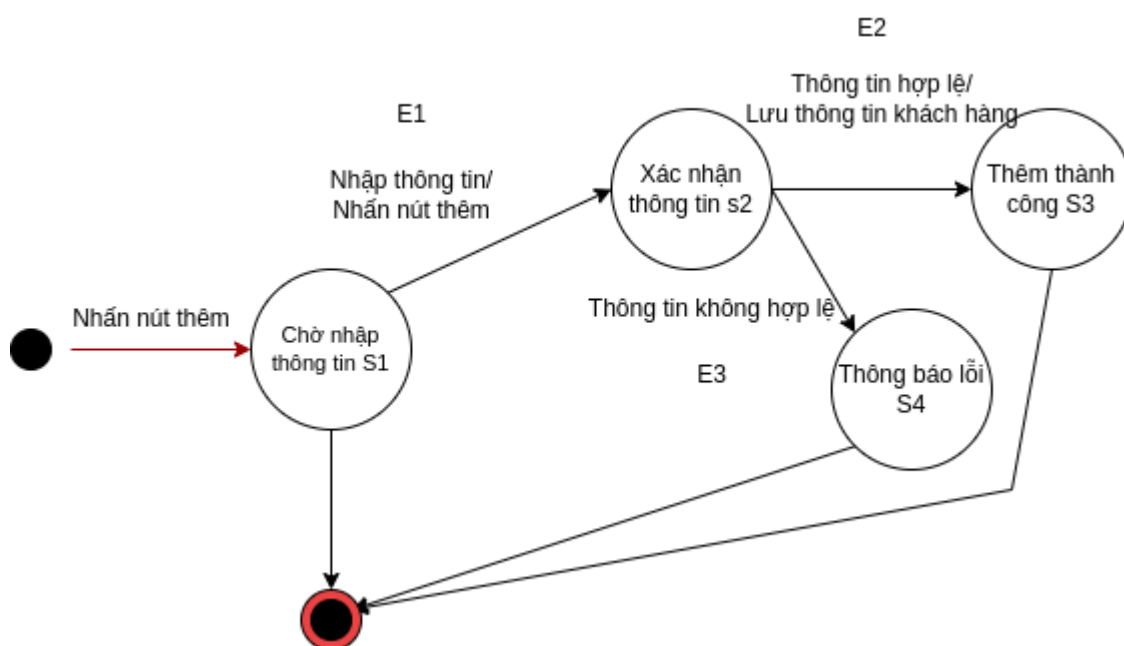 E2
Thông tin hợp lệ/
Lưu thông tin khách hàng
E1
Nhập thông tin/
Nhấn nút thêm
Xác nhận
thông tin s2
Thêm thành
công S3
Nhấn nút thêm
Chờ nhập
thông tin S1
Thông tin không hợp lệ
E3
Thông báo lỗi
S4